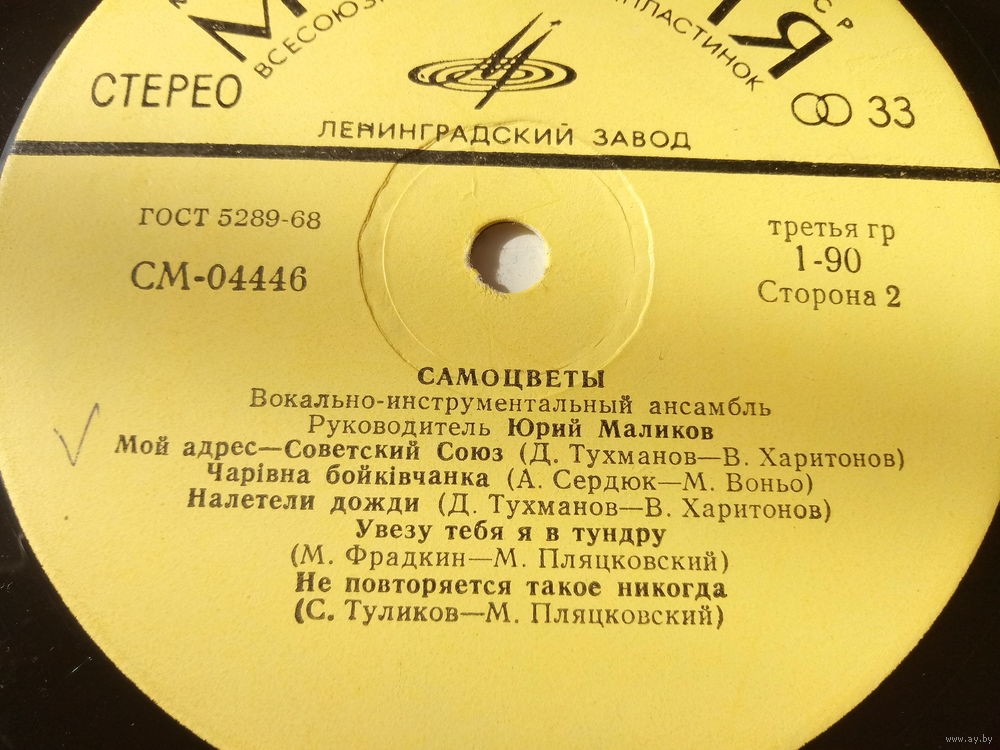 ВСЕСОЮЗ
ПЛАСТИНОК
СТЕРЕО
33
ЛЕНИНГРАДСКИЙ ЗАВОД
ГОСТ 5289-68
СМ-04446
третья гр
1-90
Сторона 2
САМОЦВЕТЫ
Вокально-инструментальный ансамбль
Руководитель Юрий Маликов
Мой адрес—Советский Союз (Д. Тухманов—В. Харитонов)
Чарiвна бойкiвчанка (А. Сердюк—М. Воньо)
Налетели дожди (Д. Тухманов—В. Харитонов)
Увезу тебя я в тундру
(М. Фрадкин—М. Пляцковский)
Не повторяется такое никогда
(С. Туликов—М. Пляцковский)
www.ay.by